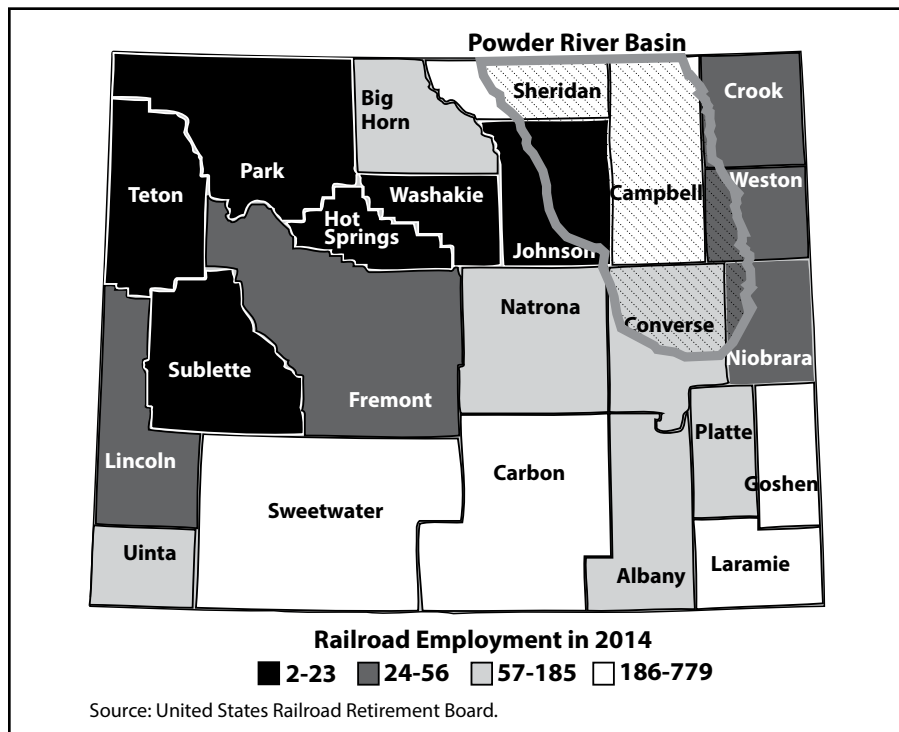 Powder River Basin
Sheridan
Crook
Big
Horn
Park
Washakie
Weston
Teton
Campbell
Hot
Springs
Johnson
Natrona
Converse
Niobrara
Sublette
Fremont
Platte
Lincoln
Carbon
Goshen
Sweetwater
Uinta
Laramie
Albany
Railroad Employment in 2014
2-23 24-56 57-185 186-779
Source: United States Railroad Retirement Board.